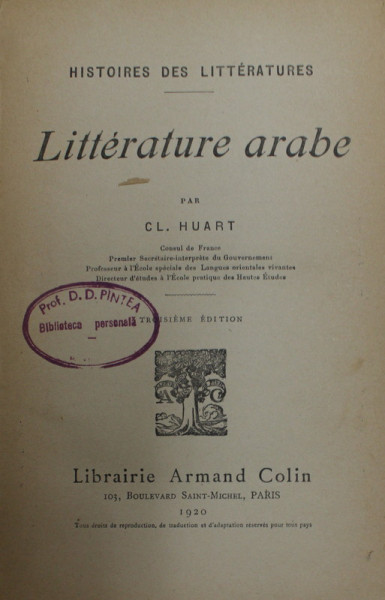 HISTOIRES DES LITTÉRATURES
Littérature arabe
PAR
CL. HUART
Consul de France
Premier Secrétaire-interprète du Gouvernement
Professeur à l'École spéciale des Langues orientales vivantes
Directeur d'études à l'École pratique des Hautes Études
Prof. D. D. PÎNTEA
Biblioteca personală
TROISIÈME ÉDITION
A C
Librairie Armand Colin
103, BOULEVARD SAINT-MICHEL, PARIS
1920
Tous droits de reproduction, de traduction et d'adaptation réservés pour tous pays